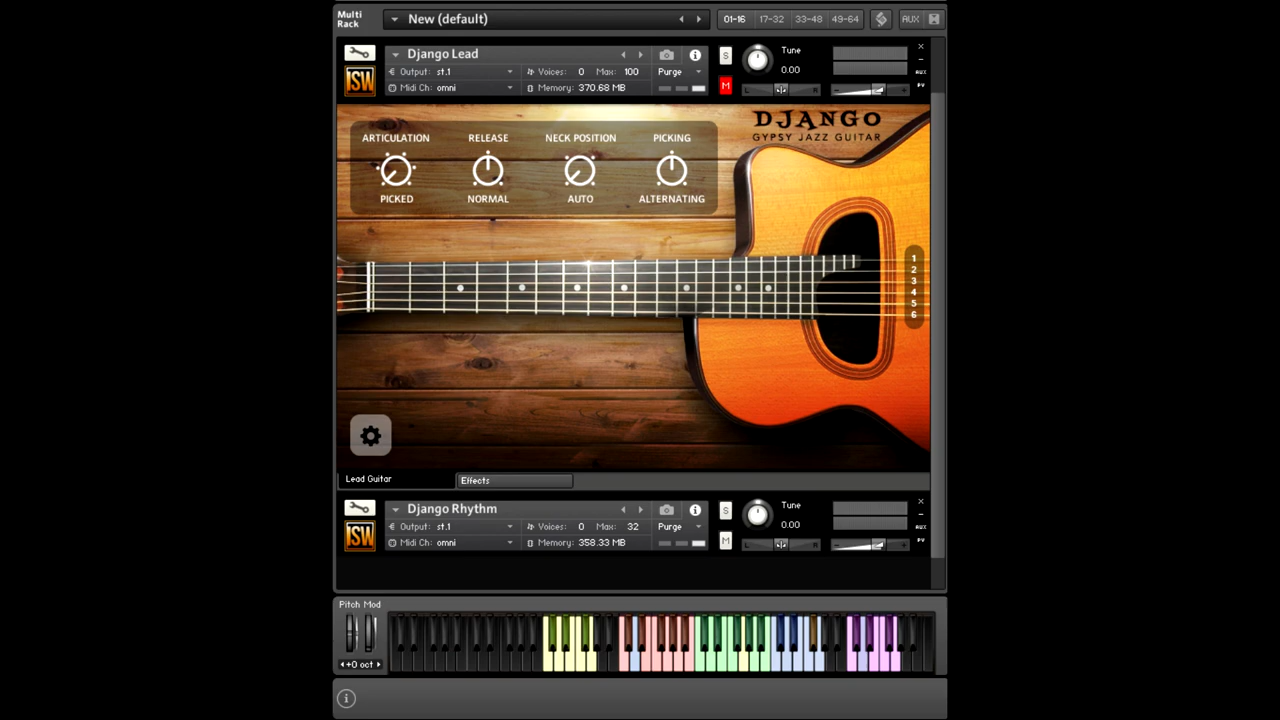 Multi Rack
New (default)
01-16 17-32 33-48 49-64
AUX
Django Lead
Output: st.1
Voices: 0 Max: 100
Purge
Midi Ch: omni
Memory: 370.68 MB
S
M
Tune
0.00
L R
- +
×
-
AUX
PV
ISW
DJANGO
GYPSY JAZZ GUITAR
ARTICULATION RELEASE NECK POSITION PICKING
PICKED NORMAL AUTO ALTERNATING
1
2
3
4
5
6
Lead Guitar Effects
Django Rhythm
Output: st.1
Voices: 0 Max: 32
Purge
Midi Ch: omni
Memory: 358.33 MB
S
M
Tune
0.00
L R
- +
×
-
AUX
PV
ISW
Pitch Mod
+0 oct
i